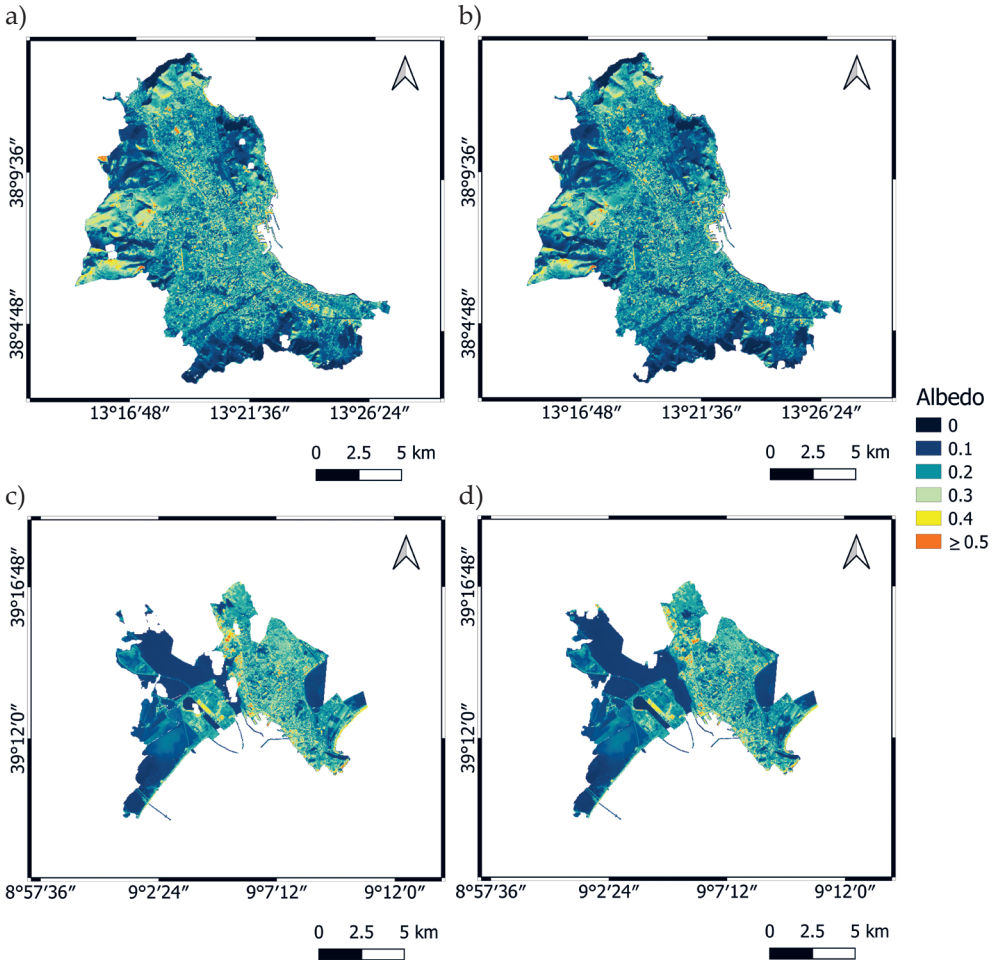 a)
b)
38°9′36″
38°4′48″
13°16′48″ 13°21′36″ 13°26′24″
0 2.5 5 km
38°9′36″
38°4′48″
13°16′48″ 13°21′36″ 13°26′24″
0 2.5 5 km
Albedo
0
0.1
0.2
0.3
0.4
≥ 0.5
c)
d)
39°16′48″
39°12′0″
8°57′36″ 9°2′24″ 9°7′12″ 9°12′0″
0 2.5 5 km
39°16′48″
39°12′0″
8°57′36″ 9°2′24″ 9°7′12″ 9°12′0″
0 2.5 5 km